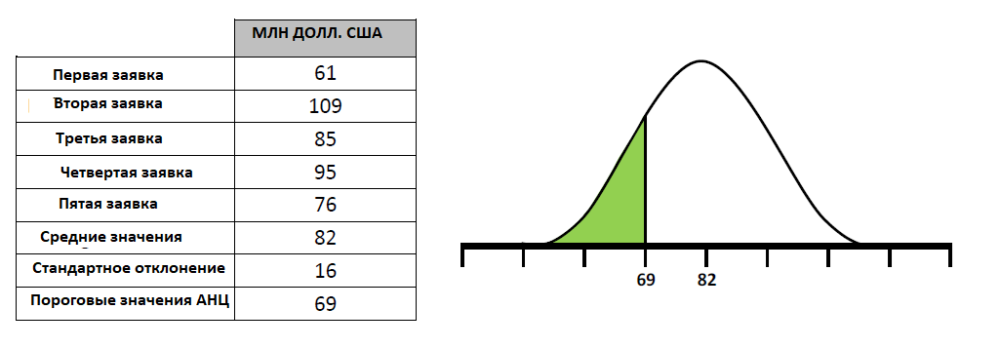 МЛН ДОЛЛ. США
Первая заявка 61
Вторая заявка 109
Третья заявка 85
Четвертая заявка 95
Пятая заявка 76
Средние значения 82
Стандартное отклонение 16
Пороговые значения АНЦ 69
69 82